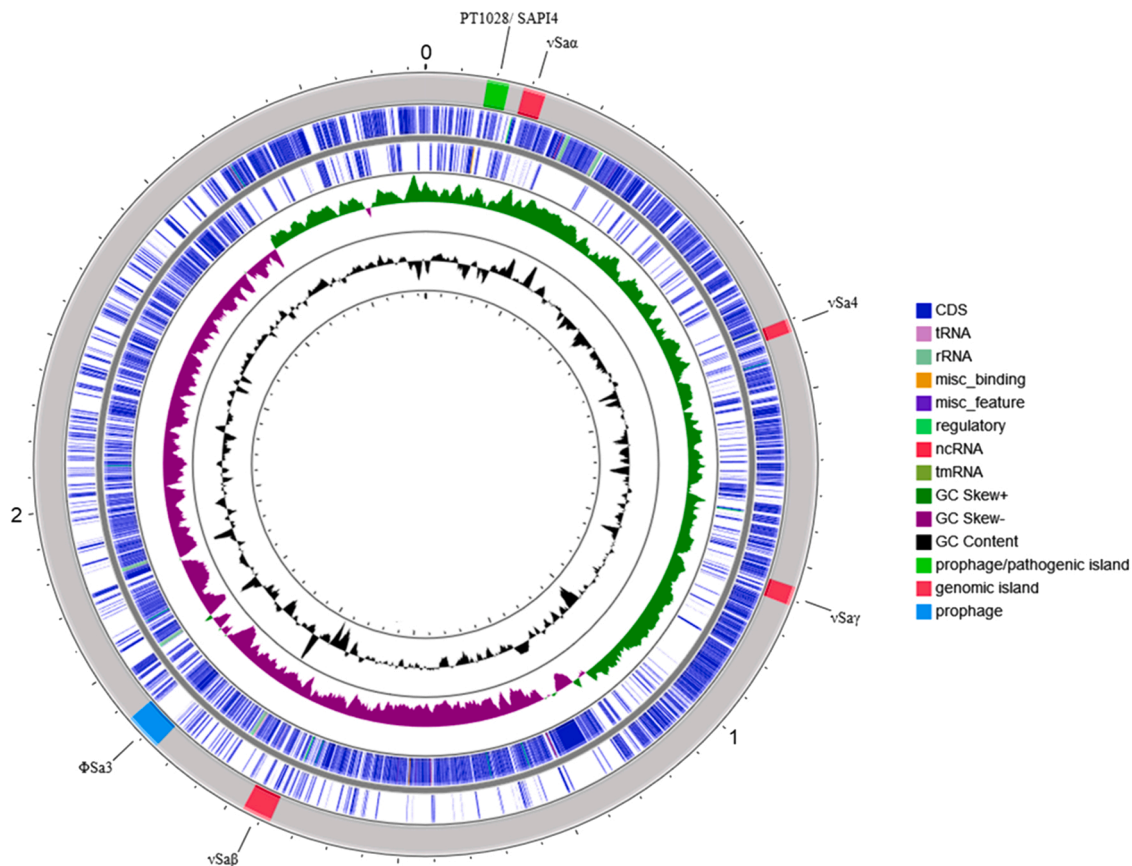 PT1028/ SAPI4
νSaα
0
νSa4
CDS
tRNA
rRNA
misc_binding
misc_feature
regulatory
ncRNA
tmRNA
GC Skew+
GC Skew-
GC Content
prophage/pathogenic island
genomic island
prophage
2
νSaγ
1
ΦSa3
νSaβ